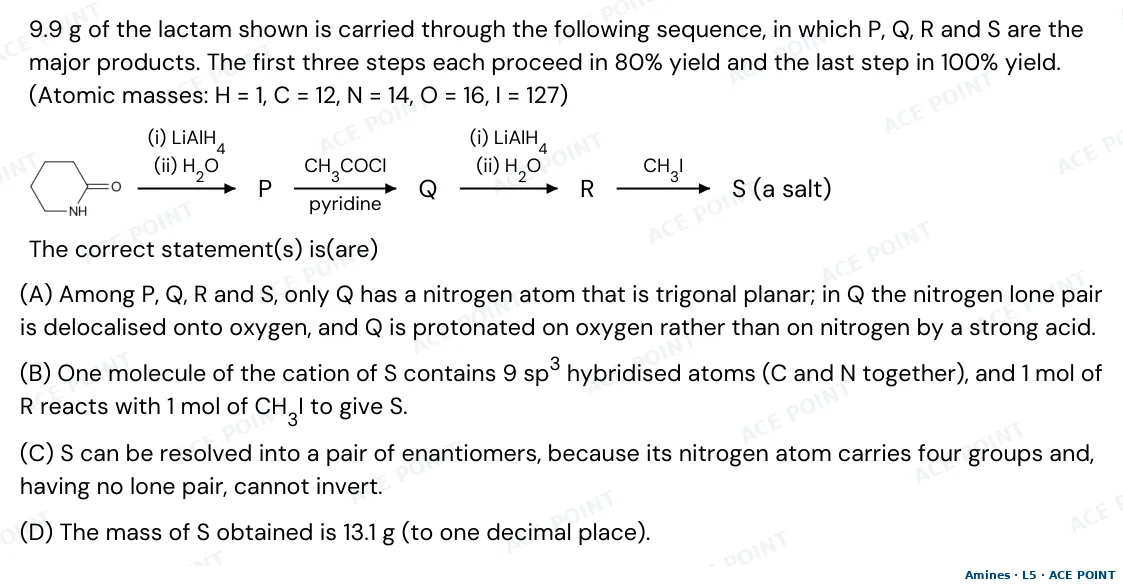 9.9 g of the lactam shown is carried through the following sequence, in which P, Q, R and S are the
major products. The first three steps each proceed in 80% yield and the last step in 100% yield.
(Atomic masses: H = 1, C = 12, N = 14, O = 16, I = 127)
(i) LiAlH4 (ii) H2O CH3COCl pyridine (i) LiAlH4 (ii) H2O CH3I
O NH P Q R S (a salt)
The correct statement(s) is(are)
(A) Among P, Q, R and S, only Q has a nitrogen atom that is trigonal planar; in Q the nitrogen lone pair
is delocalised onto oxygen, and Q is protonated on oxygen rather than on nitrogen by a strong acid.
(B) One molecule of the cation of S contains 9 sp³ hybridised atoms (C and N together), and 1 mol of
R reacts with 1 mol of CH3I to give S.
(C) S can be resolved into a pair of enantiomers, because its nitrogen atom carries four groups and,
having no lone pair, cannot invert.
(D) The mass of S obtained is 13.1 g (to one decimal place).
Amines · L5 · ACE POINT